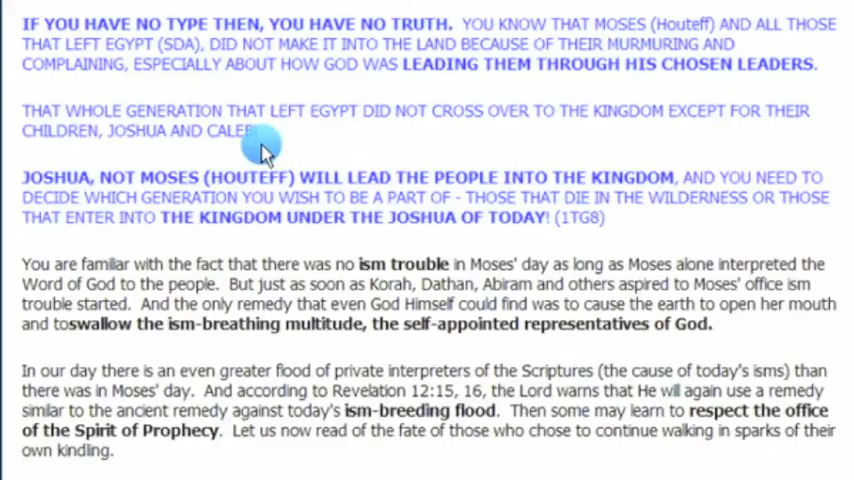 IF YOU HAVE NO TYPE THEN, YOU HAVE NO TRUTH. YOU KNOW THAT MOSES (Houteff) AND ALL THOSE
THAT LEFT EGYPT (SDA), DID NOT MAKE IT INTO THE LAND BECAUSE OF THEIR MURMURING AND
COMPLAINING, ESPECIALLY ABOUT HOW GOD WAS LEADING THEM THROUGH HIS CHOSEN LEADERS.
THAT WHOLE GENERATION THAT LEFT EGYPT DID NOT CROSS OVER TO THE KINGDOM EXCEPT FOR THEIR
CHILDREN, JOSHUA AND CALEB!
JOSHUA, NOT MOSES (HOUTEFF) WILL LEAD THE PEOPLE INTO THE KINGDOM, AND YOU NEED TO
DECIDE WHICH GENERATION YOU WISH TO BE A PART OF - THOSE THAT DIE IN THE WILDERNESS OR THOSE
THAT ENTER INTO THE KINGDOM UNDER THE JOSHUA OF TODAY! (1TG8)
You are familiar with the fact that there was no ism trouble in Moses' day as long as Moses alone interpreted the
Word of God to the people. But just as soon as Korah, Dathan, Abiram and others aspired to Moses' office ism
trouble started. And the only remedy that even God Himself could find was to cause the earth to open her mouth
and toswallow the ism-breathing multitude, the self-appointed representatives of God.
In our day there is an even greater flood of private interpreters of the Scriptures (the cause of today's isms) than
there was in Moses' day. And according to Revelation 12:15, 16, the Lord warns that He will again use a remedy
similar to the ancient remedy against today's ism-breeding flood. Then some may learn to respect the office
of the Spirit of Prophecy. Let us now read of the fate of those who chose to continue walking in sparks of their
own kindling.